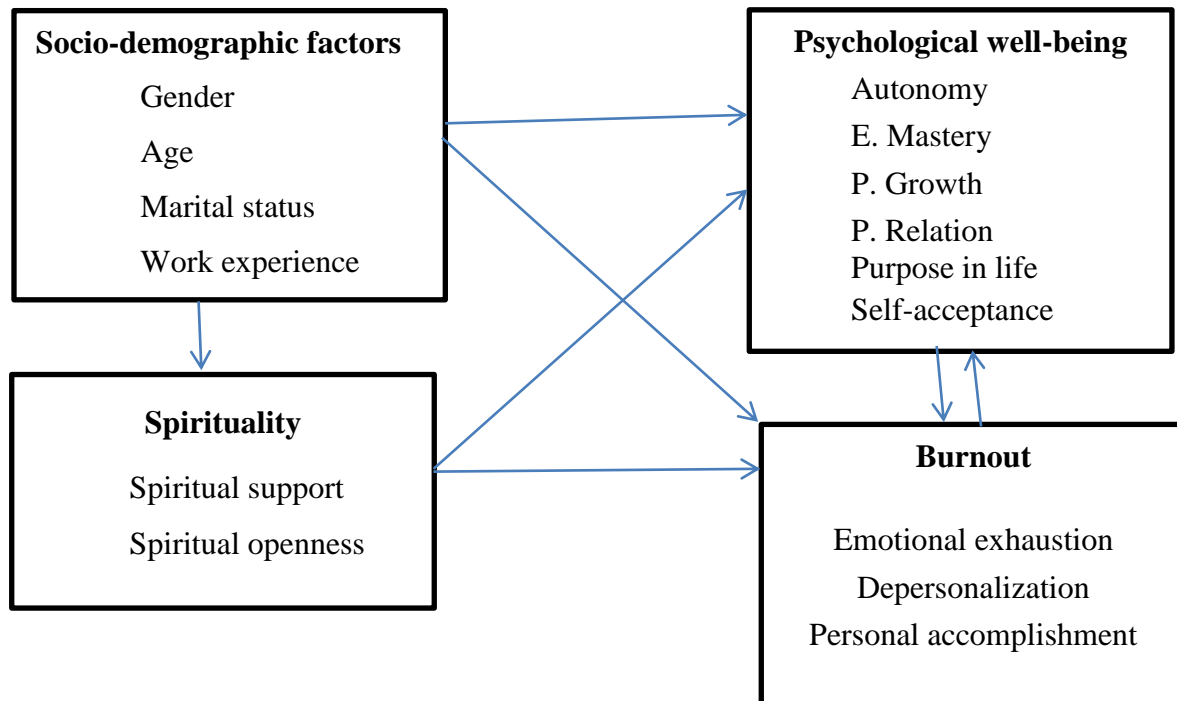 Socio-demographic factors
Gender
Age
Marital status
Work experience
Psychological well-being
Autonomy
E. Mastery
P. Growth
P. Relation
Purpose in life
Self-acceptance
Spirituality
Spiritual support
Spiritual openness
Burnout
Emotional exhaustion
Depersonalization
Personal accomplishment